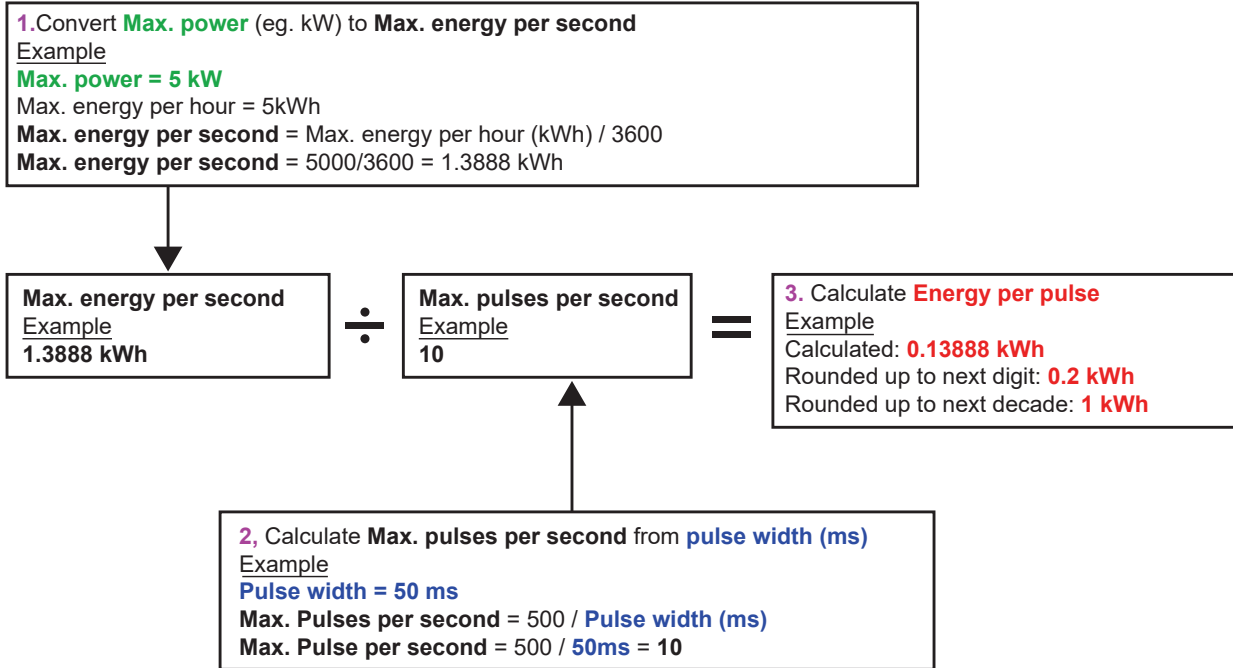 1.Convert Max. power (eg. kW) to Max. energy per second
Example
Max. power = 5 kW
Max. energy per hour = 5kWh
Max. energy per second = Max. energy per hour (kWh) / 3600
Max. energy per second = 5000/3600 = 1.3888 kWh
Max. energy per second
Example
1.3888 kWh
÷
Max. pulses per second
Example
10
=
3. Calculate Energy per pulse
Example
Calculated: 0.13888 kWh
Rounded up to next digit: 0.2 kWh
Rounded up to next decade: 1 kWh
2, Calculate Max. pulses per second from pulse width (ms)
Example
Pulse width = 50 ms
Max. Pulses per second = 500 / Pulse width (ms)
Max. Pulse per second = 500 / 50ms = 10